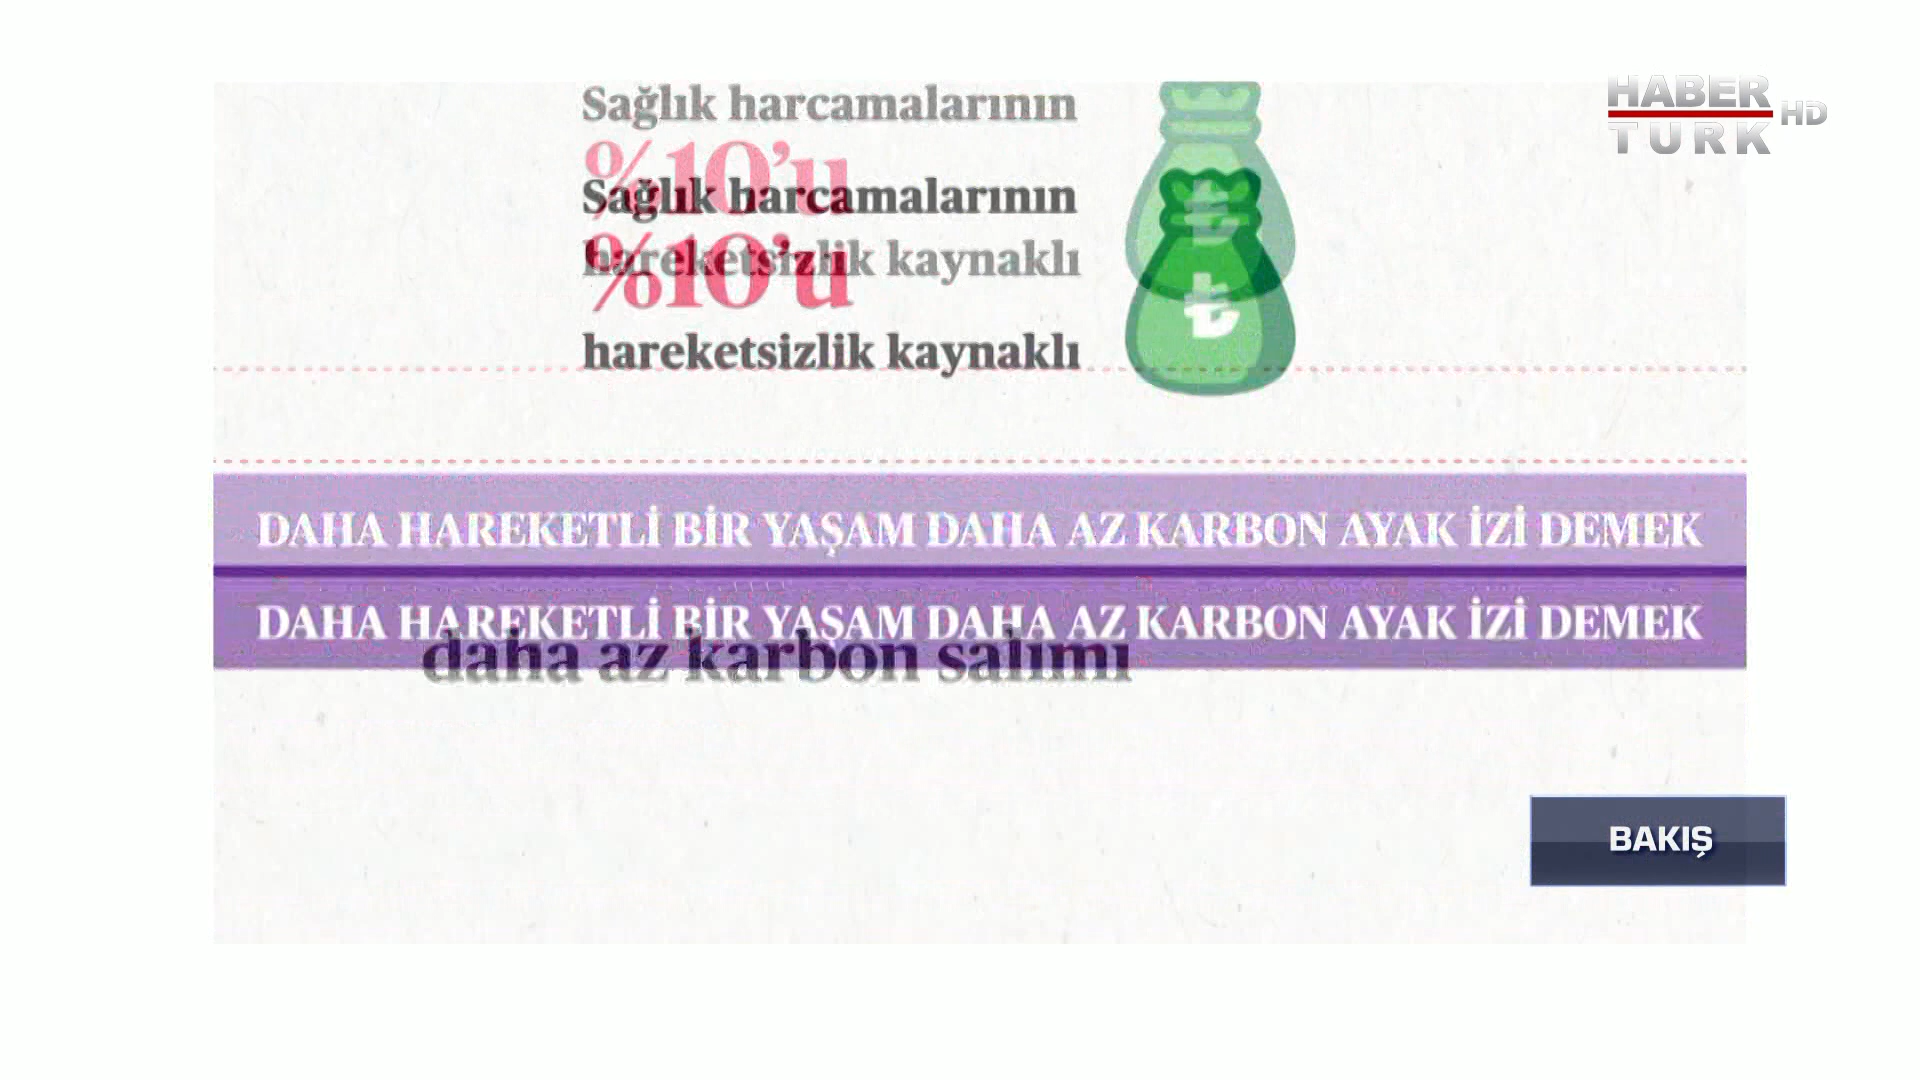 Sağlık harcamalarının
%10'u
Sağlık harcamalarının
hareketsizlik kaynaklı
%10'u
hareketsizlik kaynaklı
DAHA HAREKETLİ BİR YAŞAM DAHA AZ KARBON AYAK İZİ DEMEK
DAHA HAREKETLİ BİR YAŞAM DAHA AZ KARBON AYAK İZİ DEMEK
daha az karbon salımı
HABER
TURK HD
BAKIŞ
₺
₺